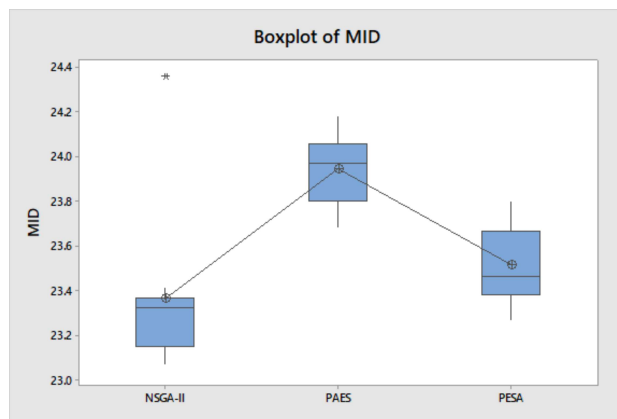 Boxplot of MID
24.4
24.2
24.0
23.8
23.6
23.4
23.2
23.0
MID
NSGA-II
PAES
PESA